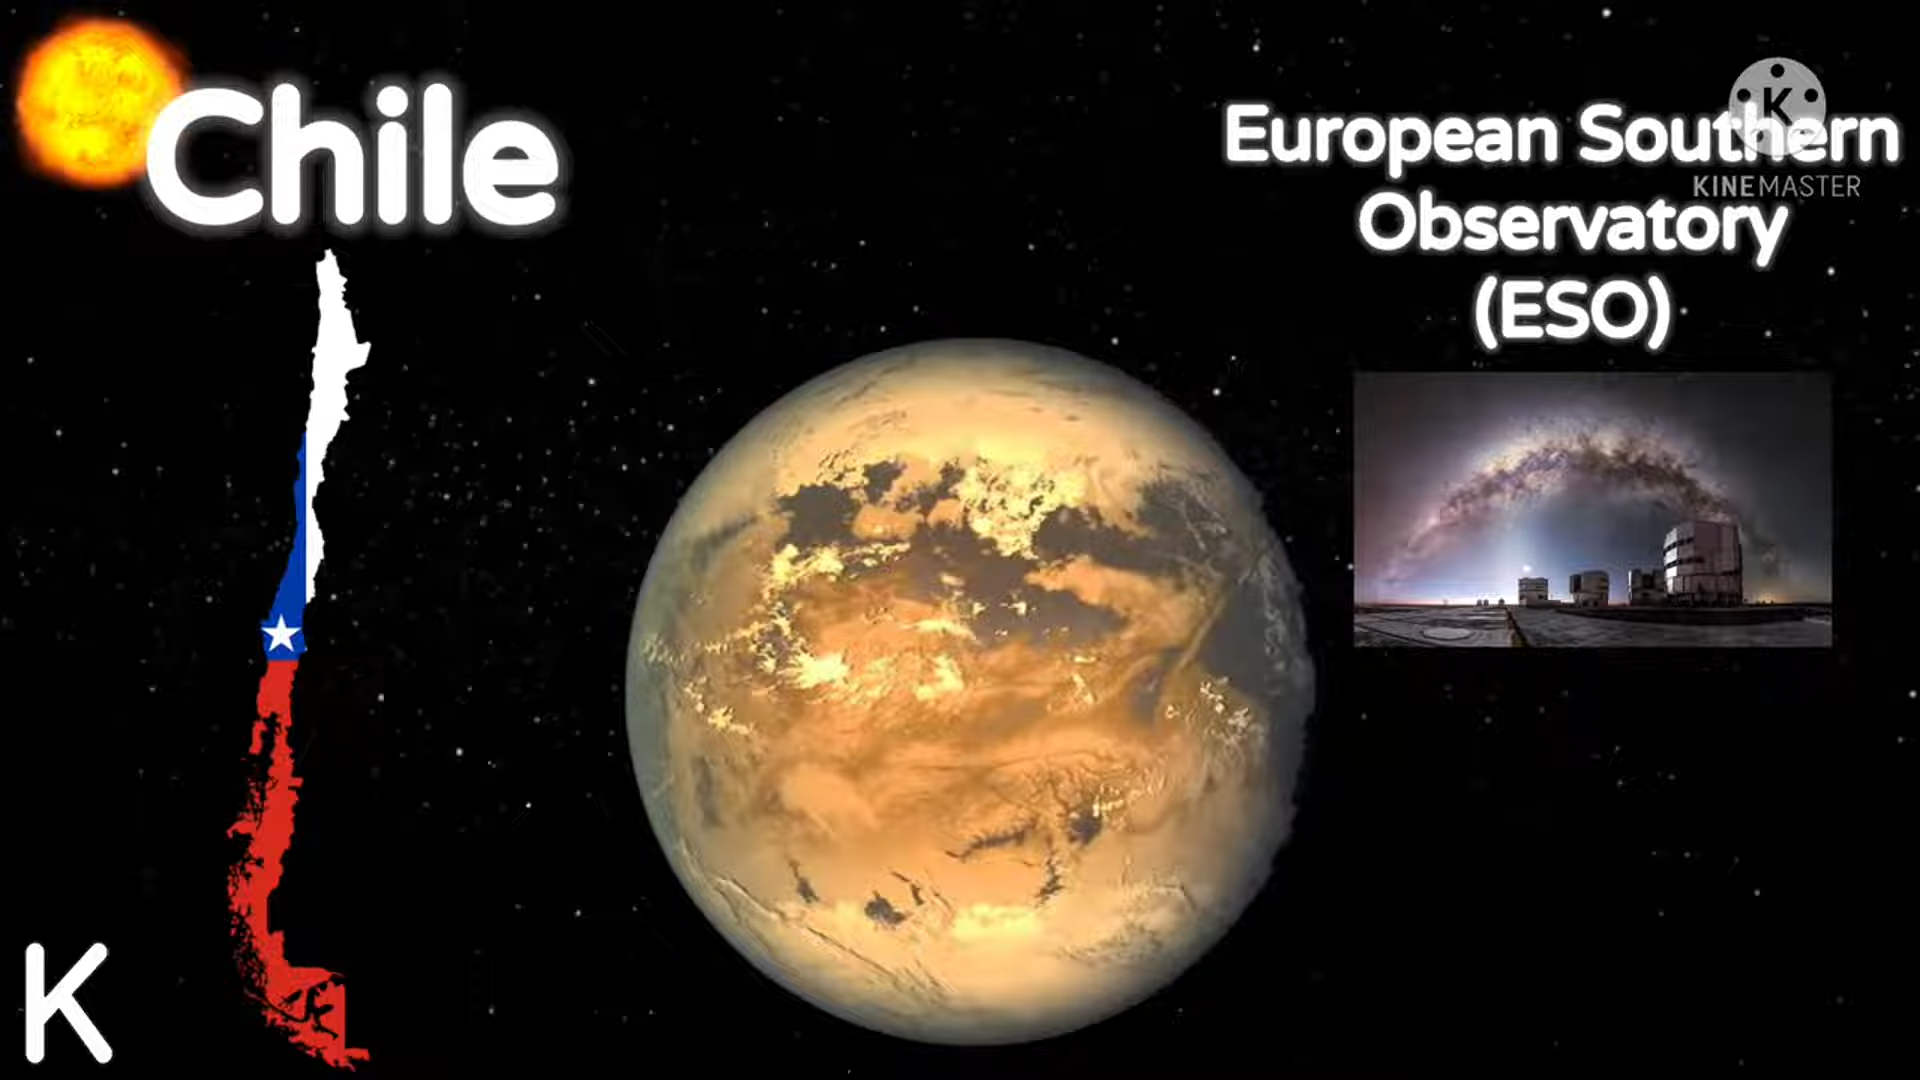 Chile
European Southern
Observatory
(ESO)
K
KINEMASTER
K